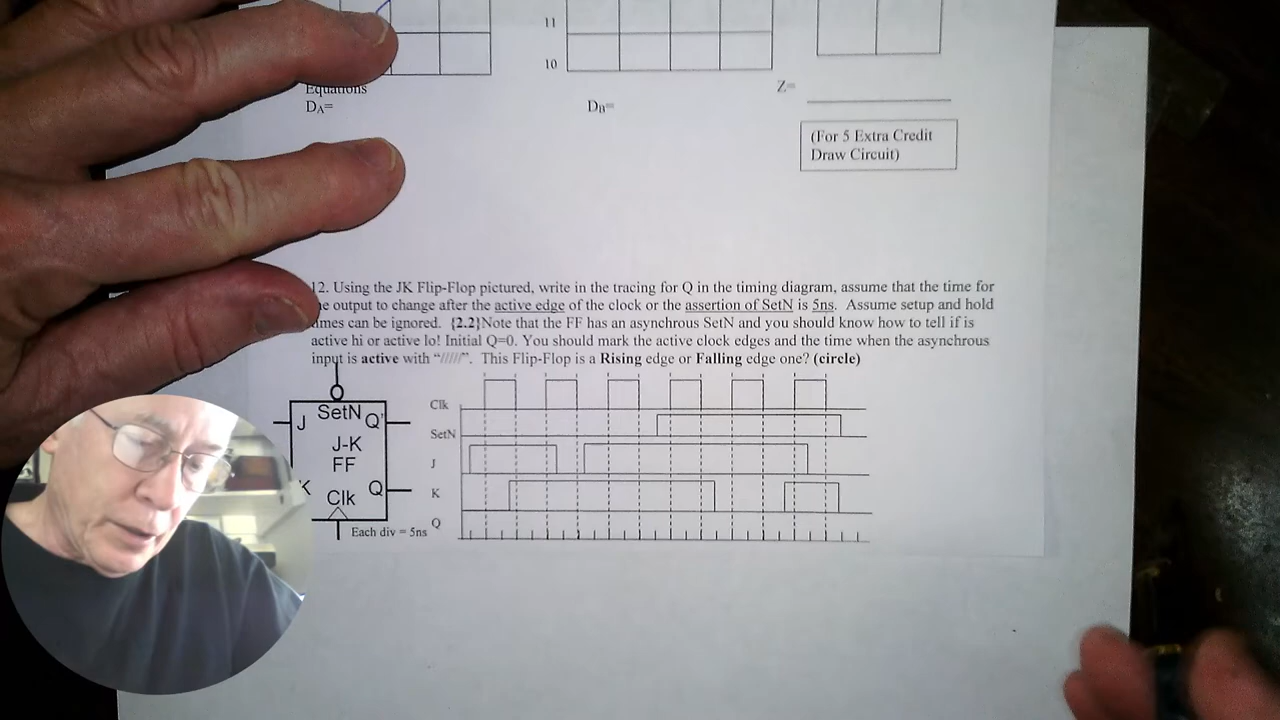 11
10
Equations
DA=
DB=
Z=
(For 5 Extra Credit
Draw Circuit)
12. Using the JK Flip-Flop pictured, write in the tracing for Q in the timing diagram, assume that the time for
he output to change after the active edge of the clock or the assertion of SetN is 5ns. Assume setup and hold
times can be ignored. {2.2}Note that the FF has an asynchrous SetN and you should know how to tell if is
active hi or active lo! Initial Q=0. You should mark the active clock edges and the time when the asynchrous
input is active with "/////". This Flip-Flop is a Rising edge or Falling edge one? (circle)
SetN
J
Q'
J-K
FF
K
Q
Clk
Each div = 5ns
Clk
SetN
J
K
Q